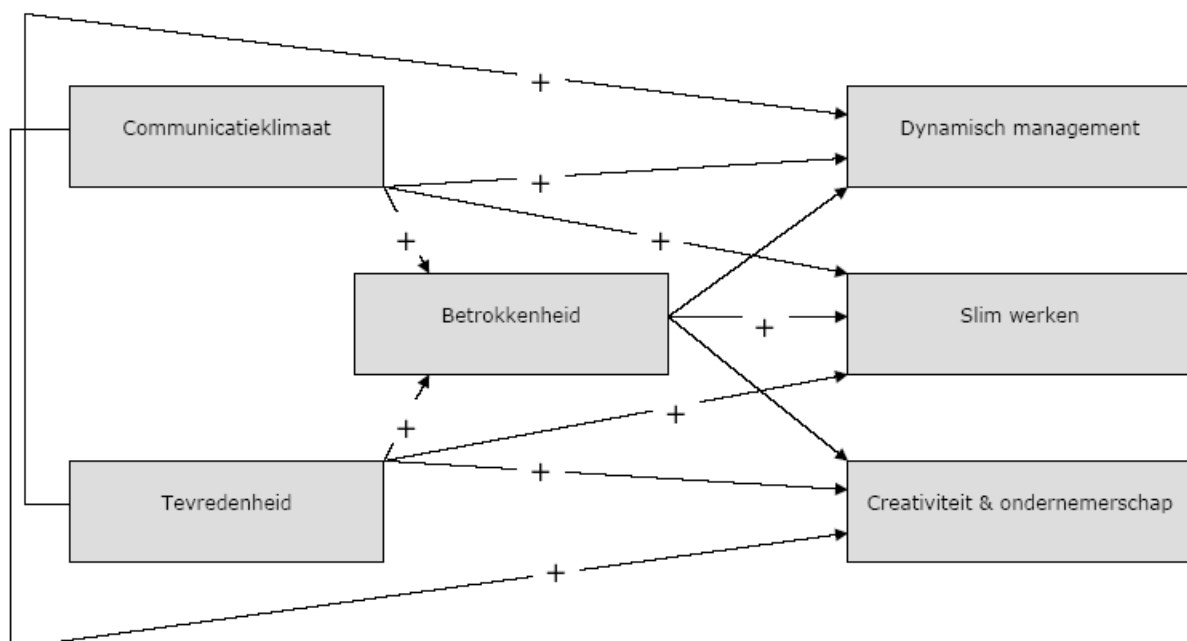 +
Communicatieklimaat
Dynamisch management
+
+
+
Betrokkenheid
Slim werken
+
+
+
Tevredenheid
+
Creativiteit & ondernemerschap
+